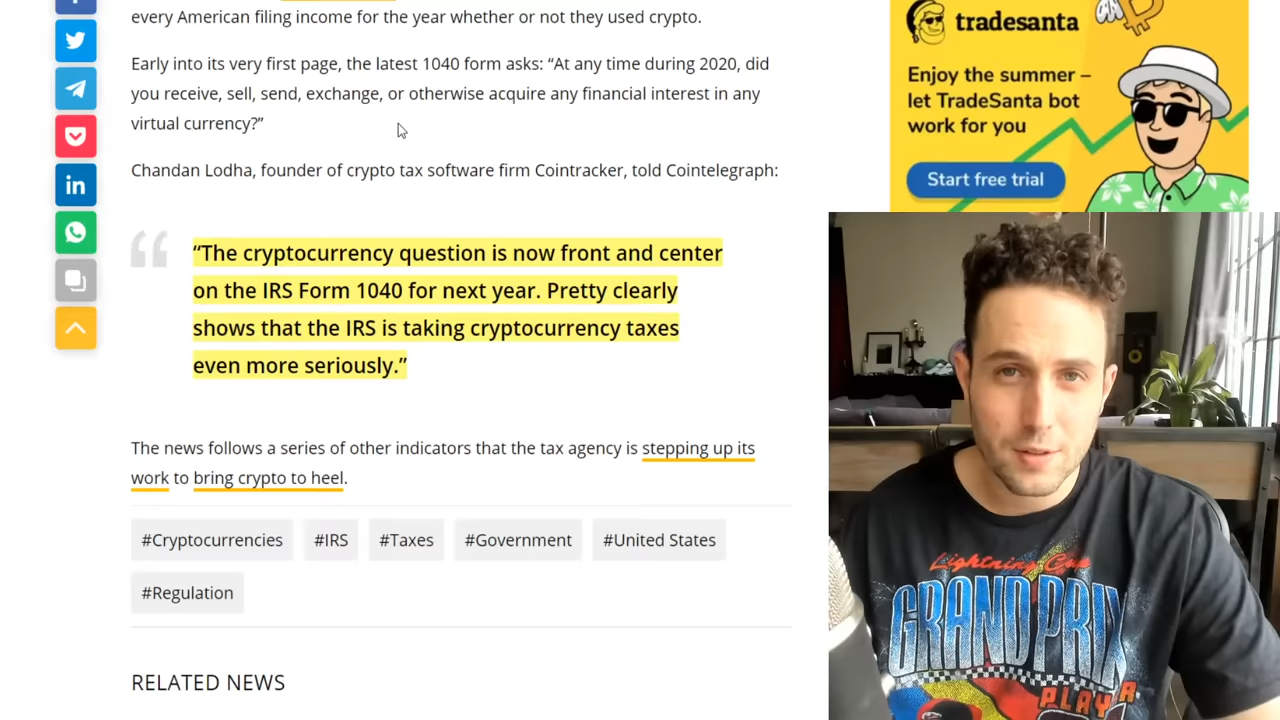 every American filing income for the year whether or not they used crypto.
Early into its very first page, the latest 1040 form asks: “At any time during 2020, did
you receive, sell, send, exchange, or otherwise acquire any financial interest in any
virtual currency?”
Chandan Lodha, founder of crypto tax software firm Cointracker, told Cointelegraph:
“The cryptocurrency question is now front and center
on the IRS Form 1040 for next year. Pretty clearly
shows that the IRS is taking cryptocurrency taxes
even more seriously.”
The news follows a series of other indicators that the tax agency is stepping up its
work to bring crypto to heel.
#Cryptocurrencies #IRS #Taxes #Government #United States
#Regulation
RELATED NEWS
tradesanta
Enjoy the summer –
let TradeSanta bot
work for you
Start free trial
Lightning Cup
GRAND PRIX
PLAYER